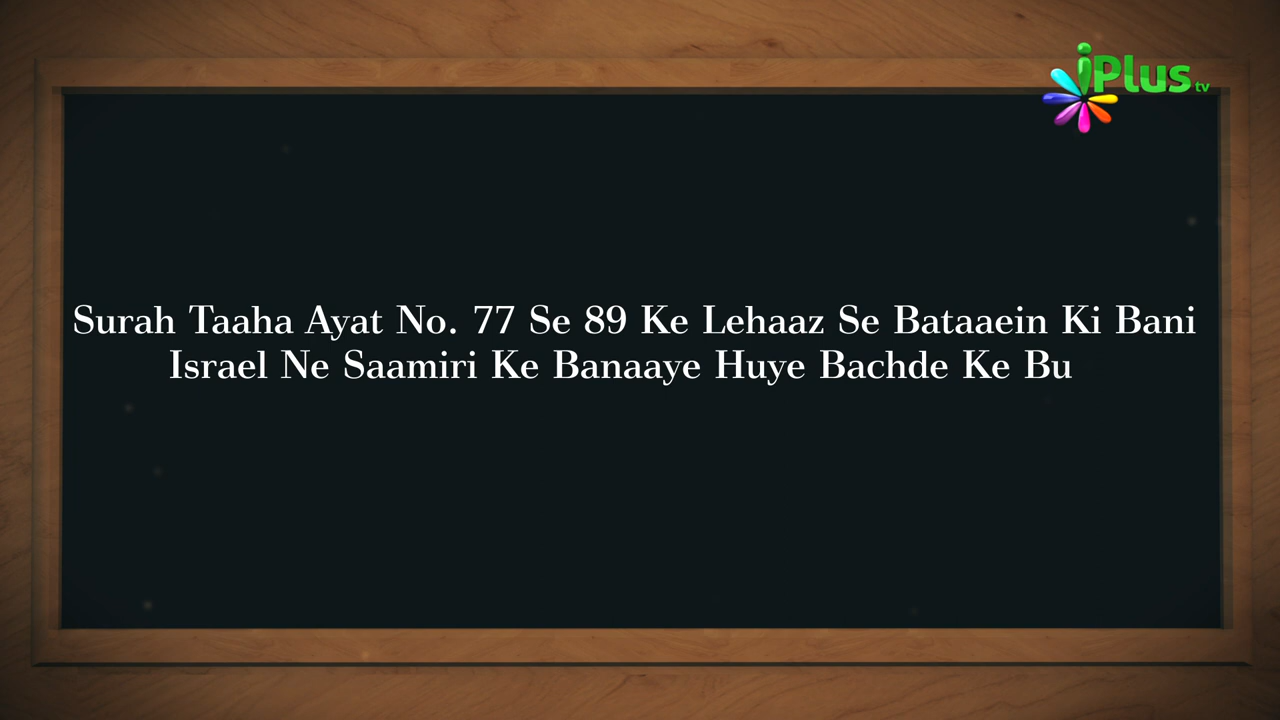 iPlus tv
Surah Taaha Ayat No. 77 Se 89 Ke Lehaaz Se Bataaein Ki Bani
Israel Ne Saamiri Ke Banaaye Huye Bachde Ke Bu